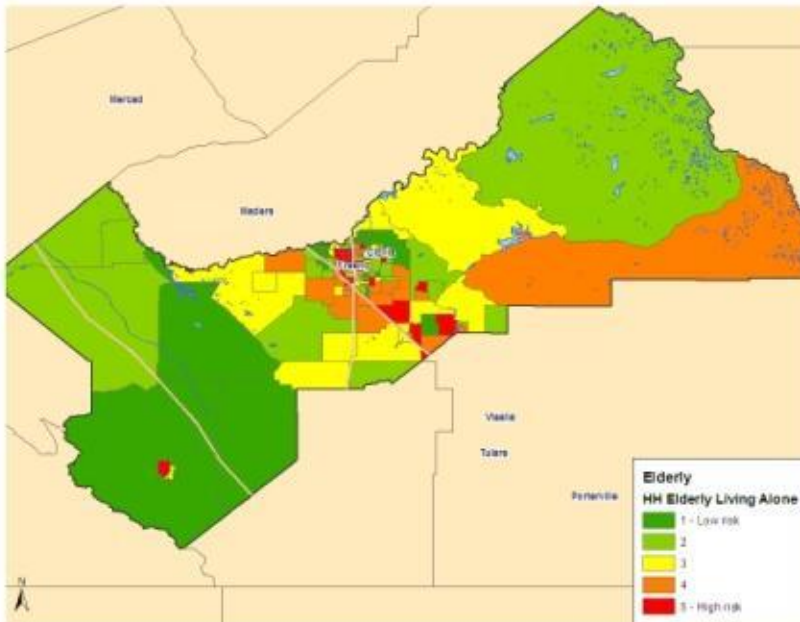 Merced
Madera
Clovis
Fresno
Visalia
Tulare
Porterville
Elderly
HH Elderly Living Alone
1 - Low risk
2
3
4
5 - High risk
N